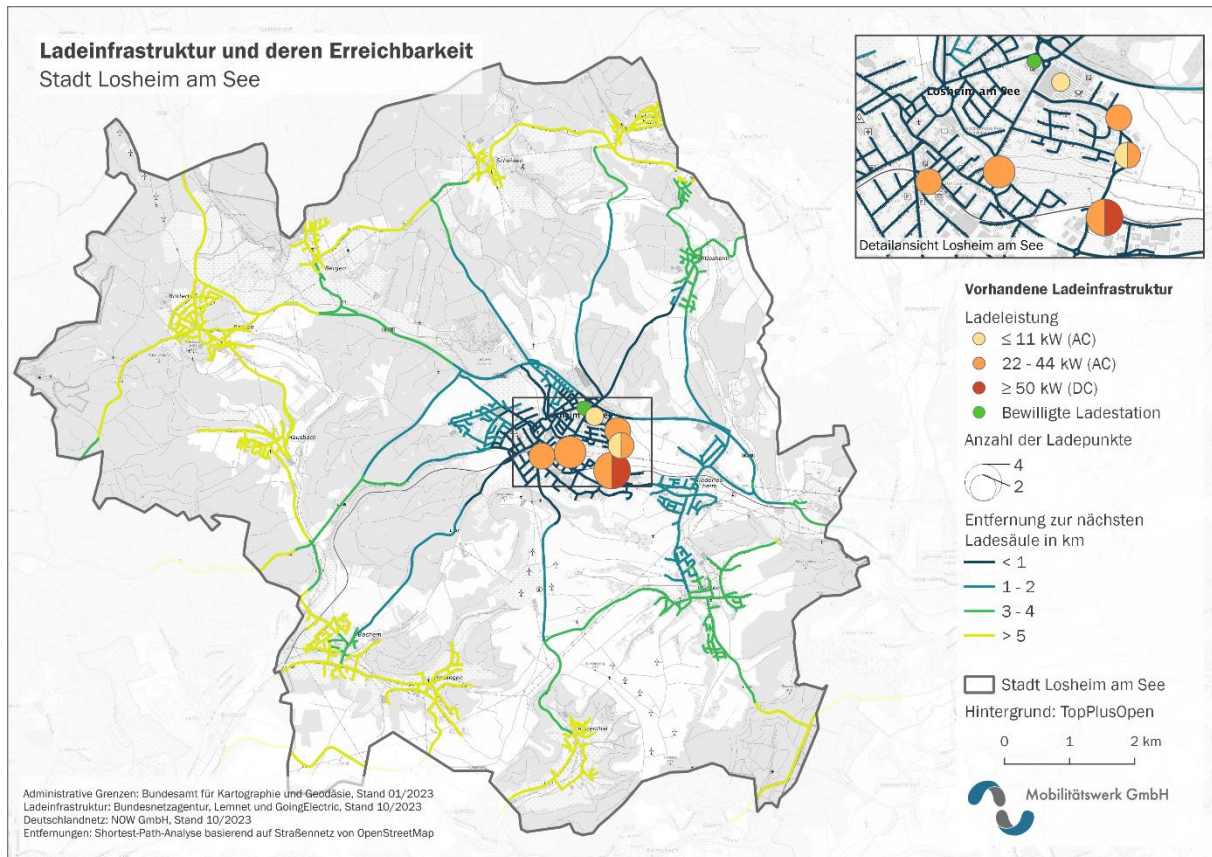 Ladeinfrastruktur und deren Erreichbarkeit
Stadt Losheim am See
Losheim am See
Detailansicht Losheim am See
Scheiden
Bergen
Hausbach
Bachem
Vorhandene Ladeinfrastruktur
Ladeleistung
≤ 11 kW (AC)
22 - 44 kW (AC)
≥ 50 kW (DC)
Bewilligte Ladestation
Anzahl der Ladepunkte
4
2
Entfernung zur nächsten
Ladesäule in km
< 1
1 - 2
3 - 4
> 5
Stadt Losheim am See
Hintergrund: TopPlusOpen
0 1 2 km
Mobilitätswerk GmbH
Administrative Grenzen: Bundesamt für Kartographie und Geodäsie, Stand 01/2023
Ladeinfrastruktur: Bundesnetzagentur, Lemnet und GoingElectric, Stand 10/2023
Deutschlandnetz: NOW GmbH, Stand 10/2023
Entfernungen: Shortest-Path-Analyse basierend auf Straßennetz von OpenStreetMap